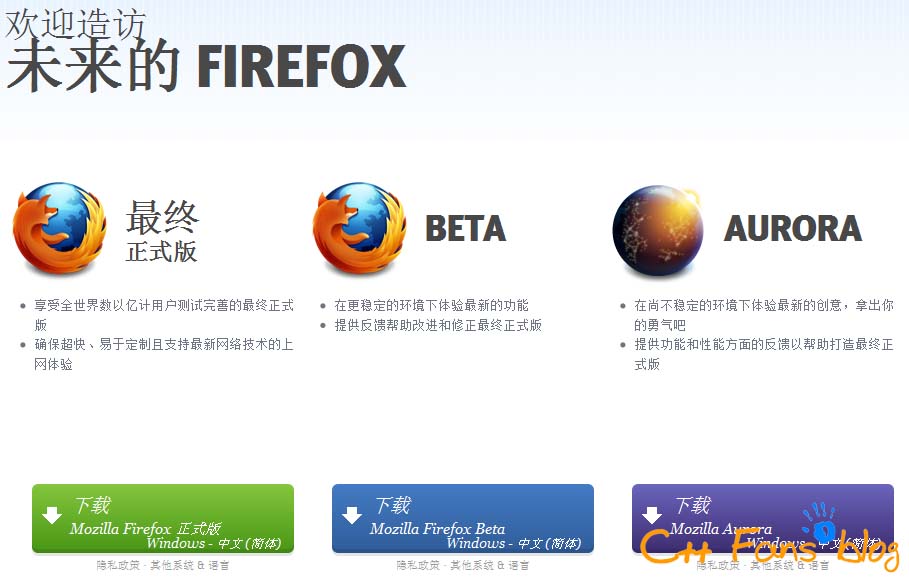 欢迎造访
未来的 FIREFOX
最终
正式版
享受全世界数以亿计用户测试完善的最终正式
版
确保超快、易于定制且支持最新网络技术的上
网体验
下载
Mozilla Firefox 正式版
Windows - 中文 (简体)
隐私政策 · 其他系统 & 语言
BETA
在更稳定的环境下体验最新的功能
提供反馈帮助改进和修正最终正式版
下载
Mozilla Firefox Beta
Windows - 中文 (简体)
隐私政策 · 其他系统 & 语言
AURORA
在尚不稳定的环境下体验最新的创意，拿出你
的勇气吧
提供功能和性能方面的反馈以帮助打造最终正
式版
下载
Mozilla Aurora
Windows - 中文 (简体)
隐私政策 · 其他系统 & 语言
C++ Fans blog